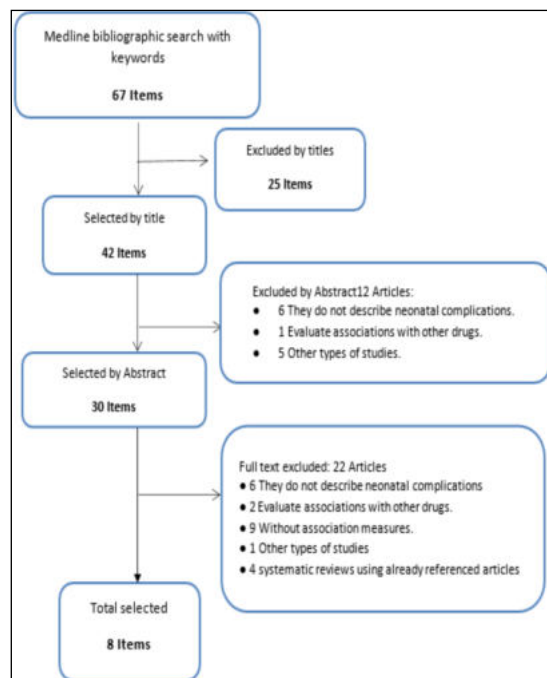 Medline bibliographic search with
keywords
67 Items
Excluded by titles
25 Items
Selected by title
42 Items
Excluded by Abstract12 Articles:
● 6 They do not describe neonatal complications.
● 1 Evaluate associations with other drugs.
● 5 Other types of studies.
Selected by Abstract
30 Items
Full text excluded: 22 Articles
● 6 They do not describe neonatal complications
● 2 Evaluate associations with other drugs.
● 9 Without association measures.
● 1 Other types of studies
● 4 systematic reviews using already referenced articles
Total selected
8 Items